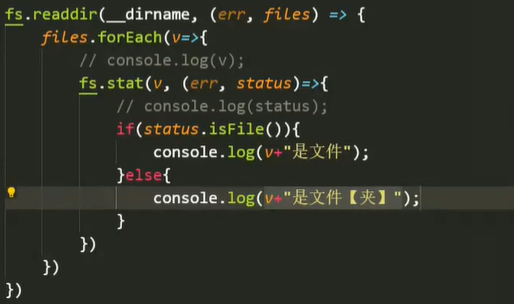 fs.readdir(__dirname, (err, files) => {
    files.forEach(v=>{
        // console.log(v);
        fs.stat(v, (err, status)=>{
            // console.log(status);
            if(status.isFile()){
                console.log(v+"是文件");
            }else{
                console.log(v+"是文件【夹】");
            }
        })
    })
})